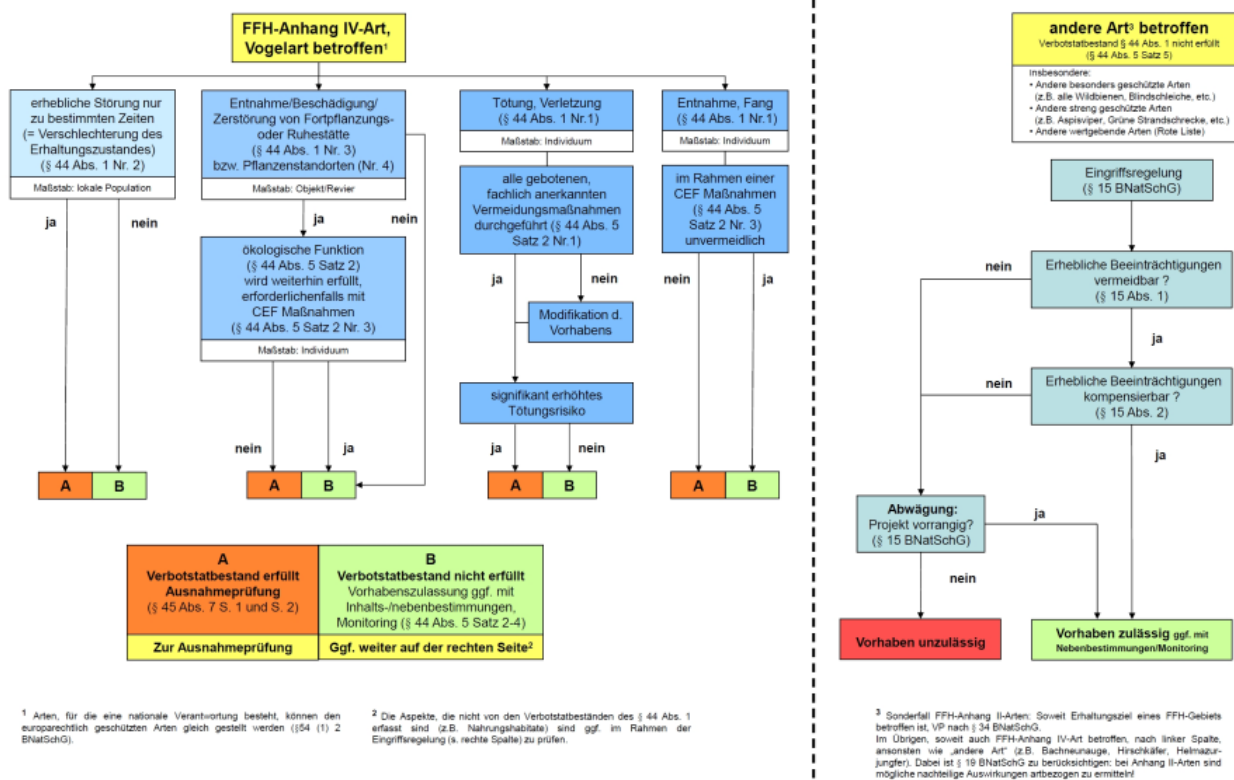 FFH-Anhang IV-Art,
Vogelart betroffen¹
erhebliche Störung nur
zu bestimmten Zeiten
(= Verschlechterung des
Erhaltungszustandes)
(§ 44 Abs. 1 Nr. 2)
Maßstab: lokale Population
ja
nein
Entnahme/Beschädigung/
Zerstörung von Fortpflanzungs-
oder Ruhestätte
(§ 44 Abs. 1 Nr. 3)
bzw. Pflanzenstandorten (Nr. 4)
Maßstab: Objekt/Revier
ja
nein
ökologische Funktion
(§ 44 Abs. 5 Satz 2)
wird weiterhin erfüllt,
erforderlichenfalls mit
CEF Maßnahmen
(§ 44 Abs. 5 Satz 2 Nr. 3)
Maßstab: Individuum
nein
ja
Tötung, Verletzung
(§ 44 Abs. 1 Nr.1)
Maßstab: Individuum
alle gebotenen,
fachlich anerkannten
Vermeidungsmaßnahmen
durchgeführt (§ 44 Abs. 5
Satz 2 Nr.1)
ja
nein
Modifikation d.
Vorhabens
signifikant erhöhtes
Tötungsrisiko
ja
nein
Entnahme, Fang
(§ 44 Abs. 1 Nr.1)
Maßstab: Individuum
im Rahmen einer
CEF Maßnahmen
(§ 44 Abs. 5
Satz 2 Nr. 3)
unvermeidlich
nein
ja
A
B
A
B
A
B
A
B
A
Verbotstatbestand erfüllt
Ausnahmeprüfung
(§ 45 Abs. 7 S. 1 und S. 2)
Zur Ausnahmeprüfung
B
Verbotstatbestand nicht erfüllt
Vorhabenszulassung ggf. mit
Inhalts-/nebenbestimmungen,
Monitoring (§ 44 Abs. 5 Satz 2-4)
Ggf. weiter auf der rechten Seite²
¹ Arten, für die eine nationale Verantwortung besteht, können den
europarechtlich geschützten Arten gleich gestellt werden (§54 (1) 2
BNatSchG).
² Die Aspekte, die nicht von den Verbotstatbeständen des § 44 Abs. 1
erfasst sind (z.B. Nahrungshabitate) sind ggf. im Rahmen der
Eingriffsregelung (s. rechte Spalte) zu prüfen.
andere Art³ betroffen
Verbotstatbestand § 44 Abs. 1 nicht erfüllt
(§ 44 Abs. 5 Satz 5)
Insbesondere:
• Andere besonders geschützte Arten
(z.B. alle Wildbienen, Blindschleiche, etc.)
• Andere streng geschützte Arten
(z.B. Aspisviper, Grüne Strandschrecke, etc.)
• Andere wertgebende Arten (Rote Liste)
Eingriffsregelung
(§ 15 BNatSchG)
nein
Erhebliche Beeinträchtigungen
vermeidbar ?
(§ 15 Abs. 1)
ja
nein
Erhebliche Beeinträchtigungen
kompensierbar ?
(§ 15 Abs. 2)
ja
Abwägung:
Projekt vorrangig?
(§ 15 BNatSchG)
ja
nein
Vorhaben unzulässig
Vorhaben zulässig ggf. mit
Nebenbestimmungen/Monitoring
³ Sonderfall FFH-Anhang II-Arten: Soweit Erhaltungsziel eines FFH-Gebiets
betroffen ist, VP nach § 34 BNatSchG.
Im Übrigen, soweit auch FFH-Anhang IV-Art betroffen, nach linker Spalte,
ansonsten wie „andere Art“ (z.B. Bachneunauge, Hirschkäfer, Helmazur-
jungfer). Dabei ist § 19 BNatSchG zu berücksichtigen: bei Anhang II-Arten sind
mögliche nachteilige Auswirkungen artbezogen zu ermitteln!